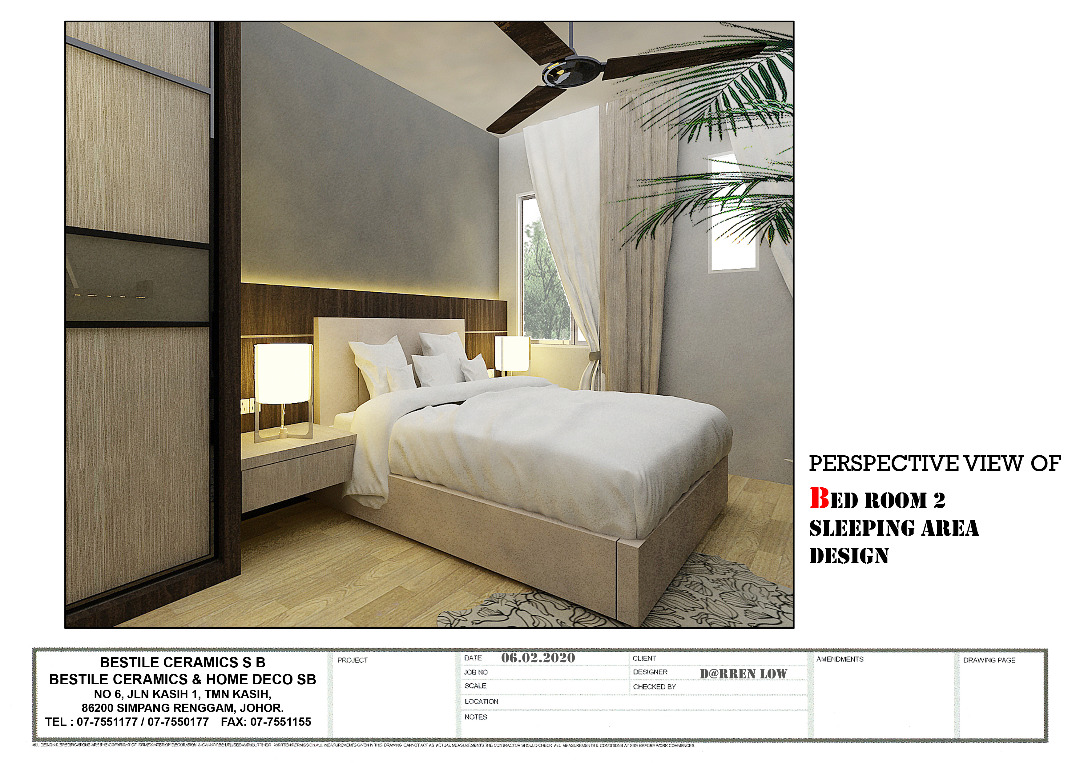 PERSPECTIVE VIEW OF
BED ROOM 2
SLEEPING AREA
DESIGN
BESTILE CERAMICS S B
BESTILE CERAMICS & HOME DECO SB
NO 6, JLN KASIH 1, TMN KASIH,
86200 SIMPANG RENGGAM, JOHOR.
TEL : 07-7551177 / 07-7550177 FAX: 07-7551155
PROJECT
DATE 06.02.2020
JOB NO
SCALE
LOCATION
NOTES
CLIENT
DESIGNER D@RREN LOW
CHECKED BY
AMENDMENTS
DRAWING PAGE